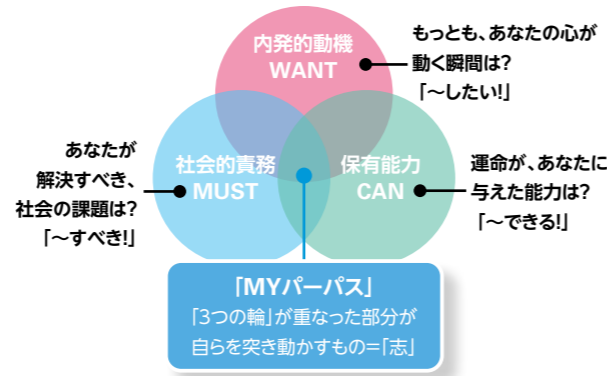 内発的動機
WANT
もっとも、あなたの心が
動く瞬間は?
「〜したい!」
あなたが
解決すべき、
社会の課題は?
「〜すべき!」
社会的責務
MUST
保有能力
CAN
運命が、あなたに
与えた能力は?
「〜できる!」
「MYパーパス」
「3つの輪」が重なった部分が
自らを突き動かすもの=「志」